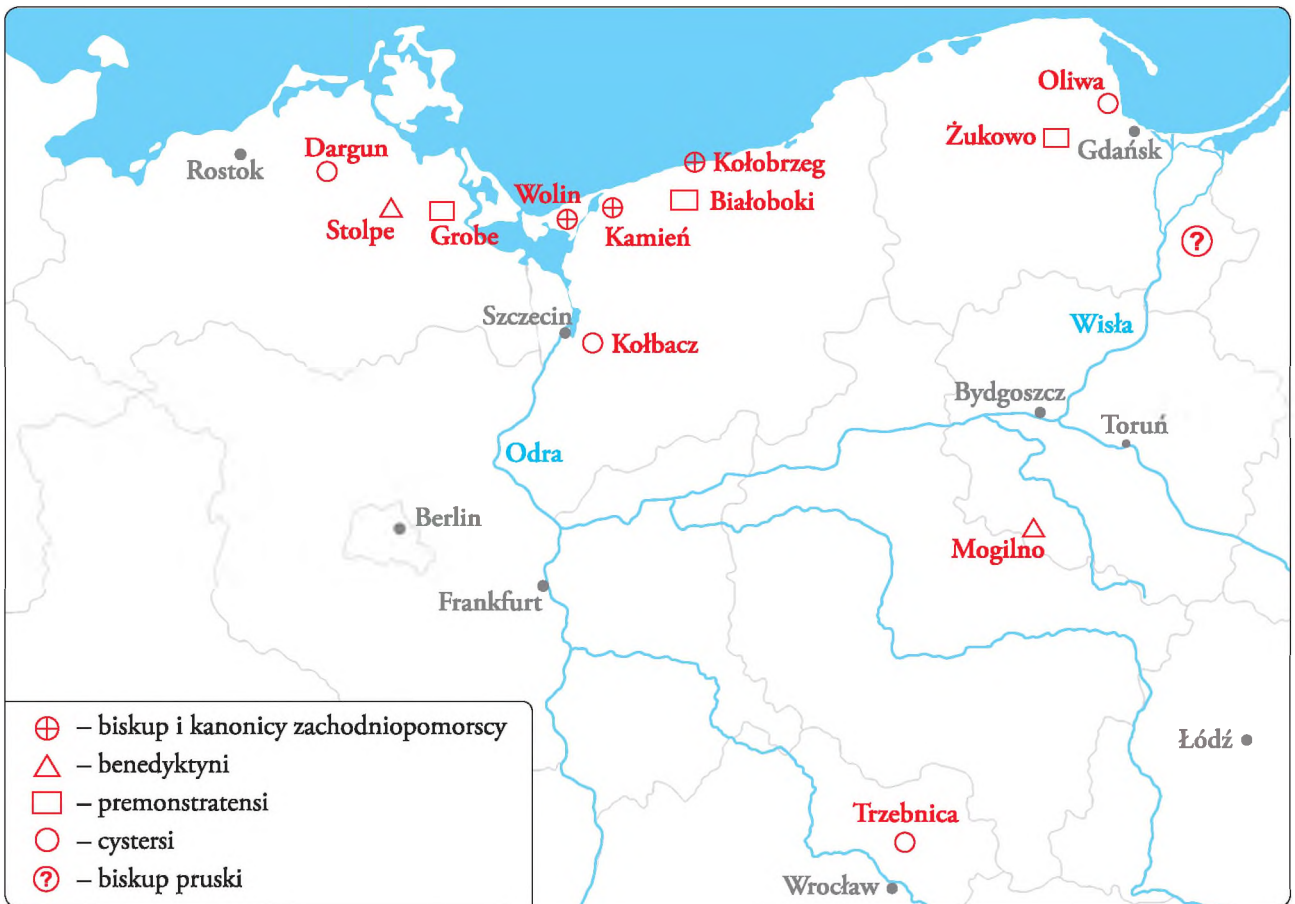 Oliwa
Żukowo
Gdańsk
Rostok
Dargun
Kołobrzeg
Wolin
Białoboki
Stolpe
Grobe
Kamień
?
Szczecin
Wisła
Kołbacz
Bydgoszcz
Toruń
Odra
Berlin
Mogilno
Frankfurt
Łódź
Trzebnica
Wrocław
– biskup i kanonicy zachodniopomorscy
– benedyktyni
– premonstratensi
– cystersi
? – biskup pruski